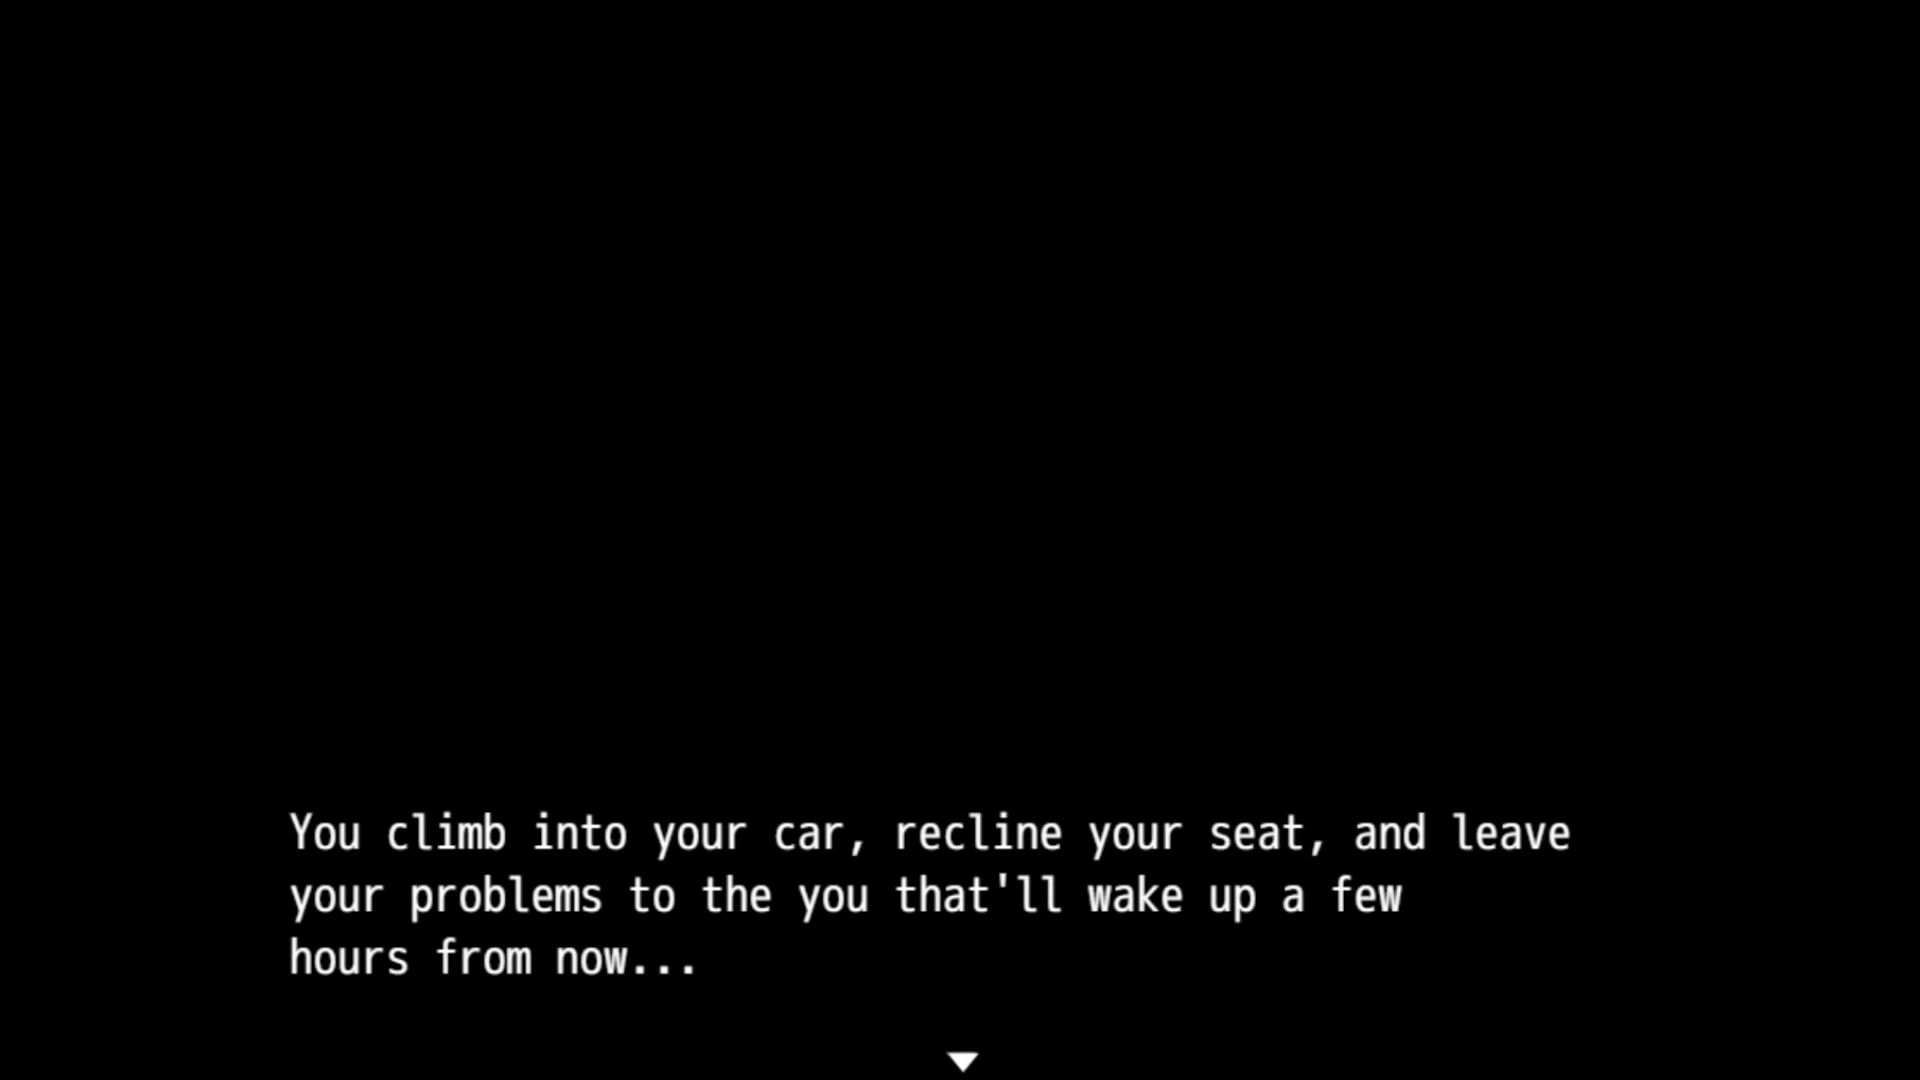 You climb into your car, recline your seat, and leave
your problems to the you that'll wake up a few
hours from now...